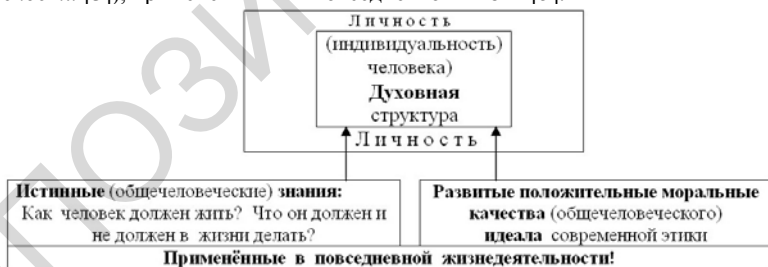 Личность
(индивидуальность)
человека)
Духовная
структура
Личность
Истинные (общечеловеческие) знания:
Как человек должен жить? Что он должен и
не должен в жизни делать?
Развитые положительные моральные
качества (общечеловеческого)
идеала современной этики
Применённые в повседневной жизнедеятельности!